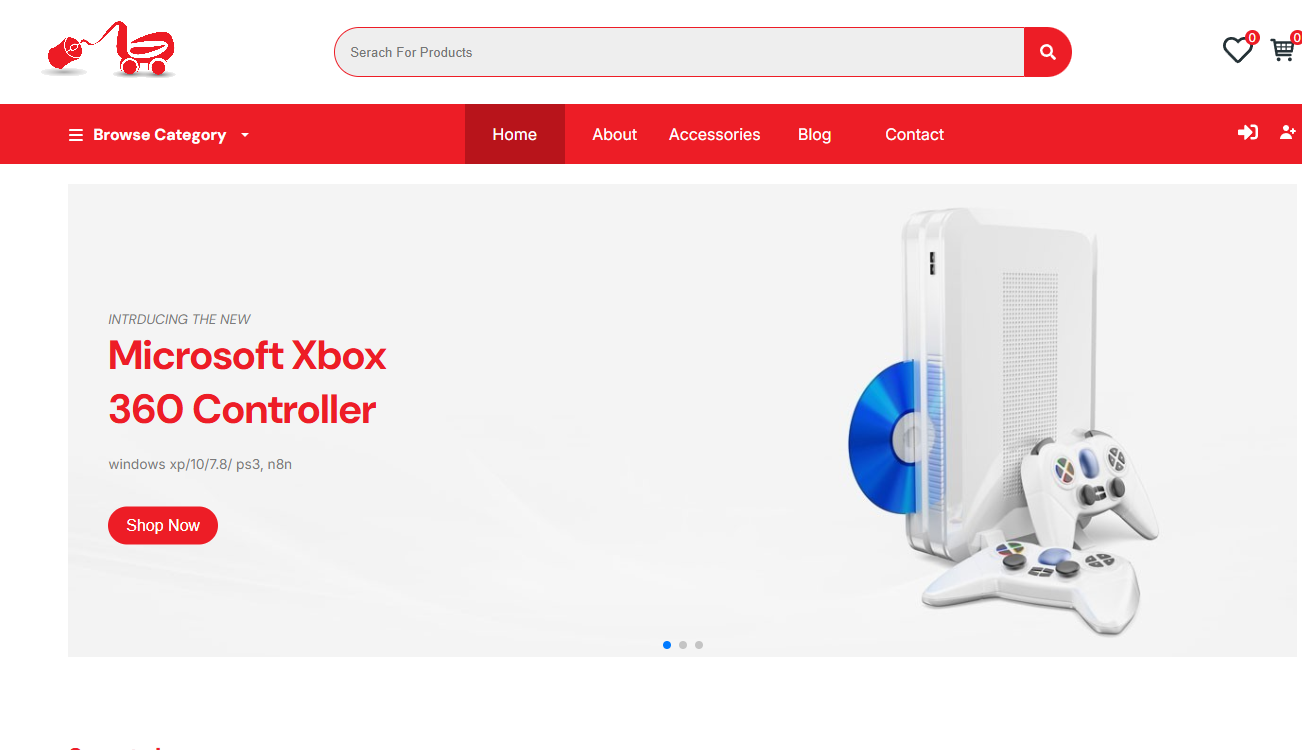 Serach For Products
0
0
Browse Category
Home
About
Accessories
Blog
Contact
INTRDUCING THE NEW
Microsoft Xbox
360 Controller
windows xp/10/7.8/ ps3, n8n
Shop Now